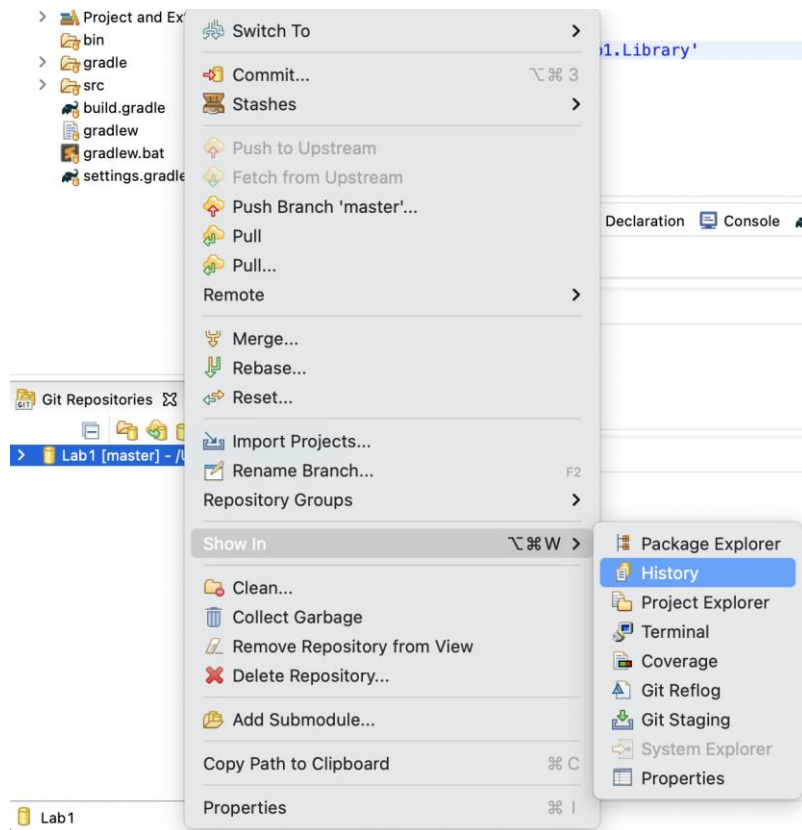 Project and Ex
bin
gradle
src
build.gradle
gradlew
gradlew.bat
settings.gradle
Switch To
Commit... ⌥⌘3
Stashes
Push to Upstream
Fetch from Upstream
Push Branch 'master'...
Pull
Pull...
Remote
Merge...
Rebase...
Reset...
Import Projects...
Rename Branch... F2
Repository Groups
Show In ⌥⌘W
Clean...
Collect Garbage
Remove Repository from View
Delete Repository...
Add Submodule...
Copy Path to Clipboard ⌘C
Properties ⌘I
1.Library'
Declaration Console
GIT Git Repositories
Lab1 [master] - /
Package Explorer
History
Project Explorer
Terminal
Coverage
Git Reflog
Git Staging
System Explorer
Properties
Lab1